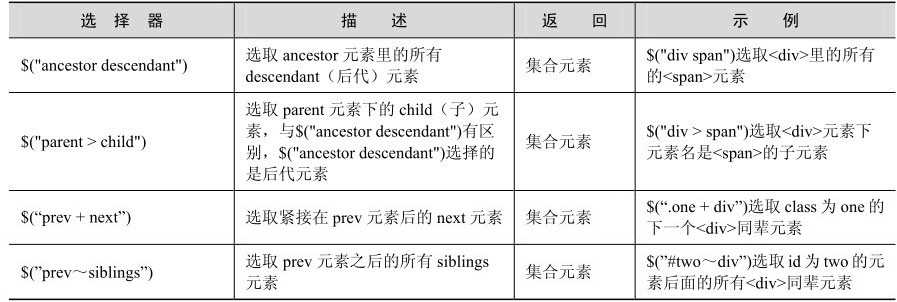 选 择 器 描 述 返 回 示 例
$("ancestor descendant")
选取 ancestor 元素里的所有
descendant（后代）元素
集合元素
$("div span")选取<div>里的所有
的<span>元素
$("parent > child")
选取 parent 元素下的 child（子）元
素，与$("ancestor descendant")有区
别，$("ancestor descendant")选择的
是后代元素
集合元素
$("div > span")选取<div>元素下
元素名是<span>的子元素
$(“prev + next”)
选取紧接在 prev 元素后的 next 元素
集合元素
$(“.one + div”)选取 class 为 one 的
下一个<div>同辈元素
$(”prev～siblings”)
选取 prev 元素之后的所有 siblings
元素
集合元素
$(”#two～div”)选取 id 为 two 的元
素后面的所有<div>同辈元素